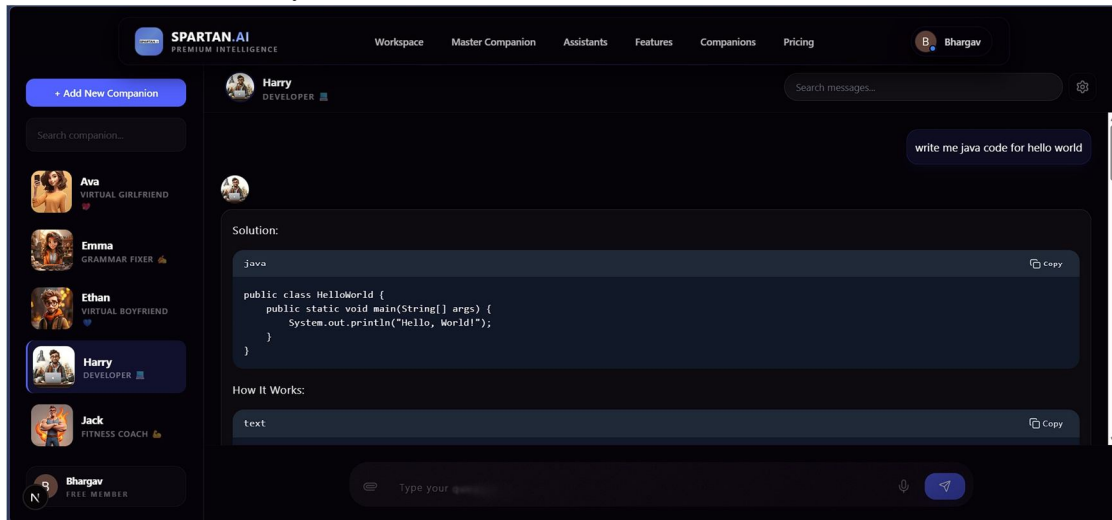 SPARTAN.AI
PREMIUM INTELLIGENCE
Workspace
Master Companion
Assistants
Features
Companions
Pricing
B
Bhargav
+ Add New Companion
Search companion...
Ava
VIRTUAL GIRLFRIEND
Emma
GRAMMAR FIXER
Ethan
VIRTUAL BOYFRIEND
Harry
DEVELOPER
Jack
FITNESS COACH
B
Bhargav
FREE MEMBER
N
Harry
DEVELOPER
Search messages...
write me java code for hello world
Solution:
java
Copy
public class HelloWorld {
    public static void main(String[] args) {
        System.out.println("Hello, World!");
    }
}
How It Works:
text
Copy
Type your